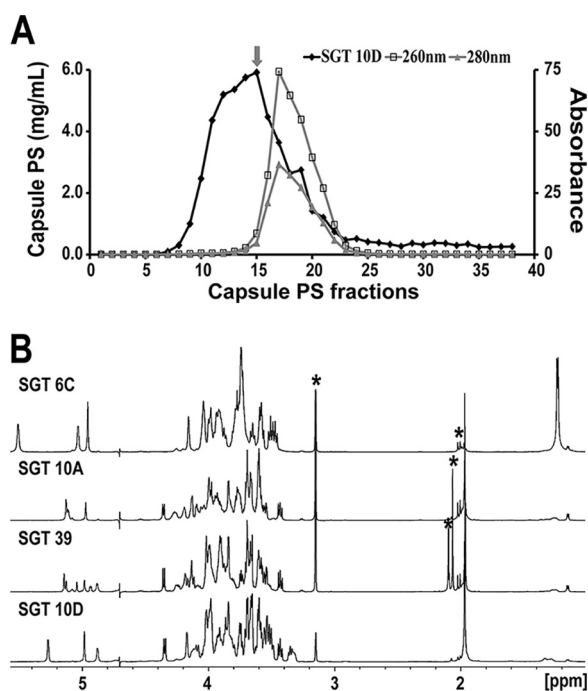 A
SGT 10D 260nm 280nm
6.0 75
4.0 50
2.0 25
0.0 0
Capsule PS (mg/mL)
Absorbance
0 5 10 15 20 25 30 35 40
Capsule PS fractions
B
SGT 6C
*
*
SGT 10A
*
SGT 39
*
SGT 10D
5 4 3 2 [ppm]